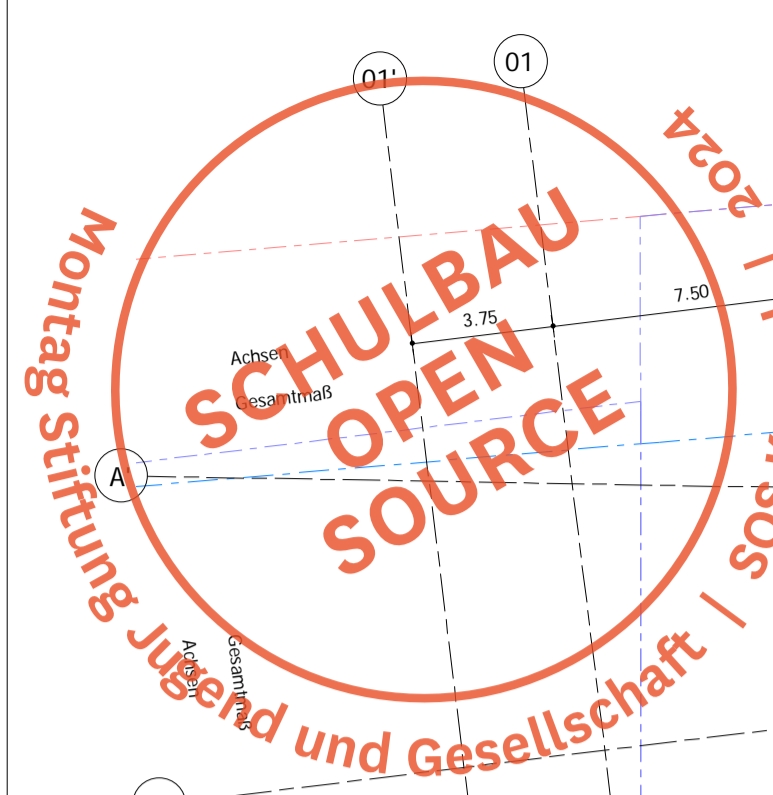 01'
01
SCHULBAU
OPEN
SOURCE
Montag Stiftung Jugend und Gesellschaft | SOS
| 2024
3.75
7.50
Achsen
Gesamtmaß
A'
Achsen
Gesamtmaß